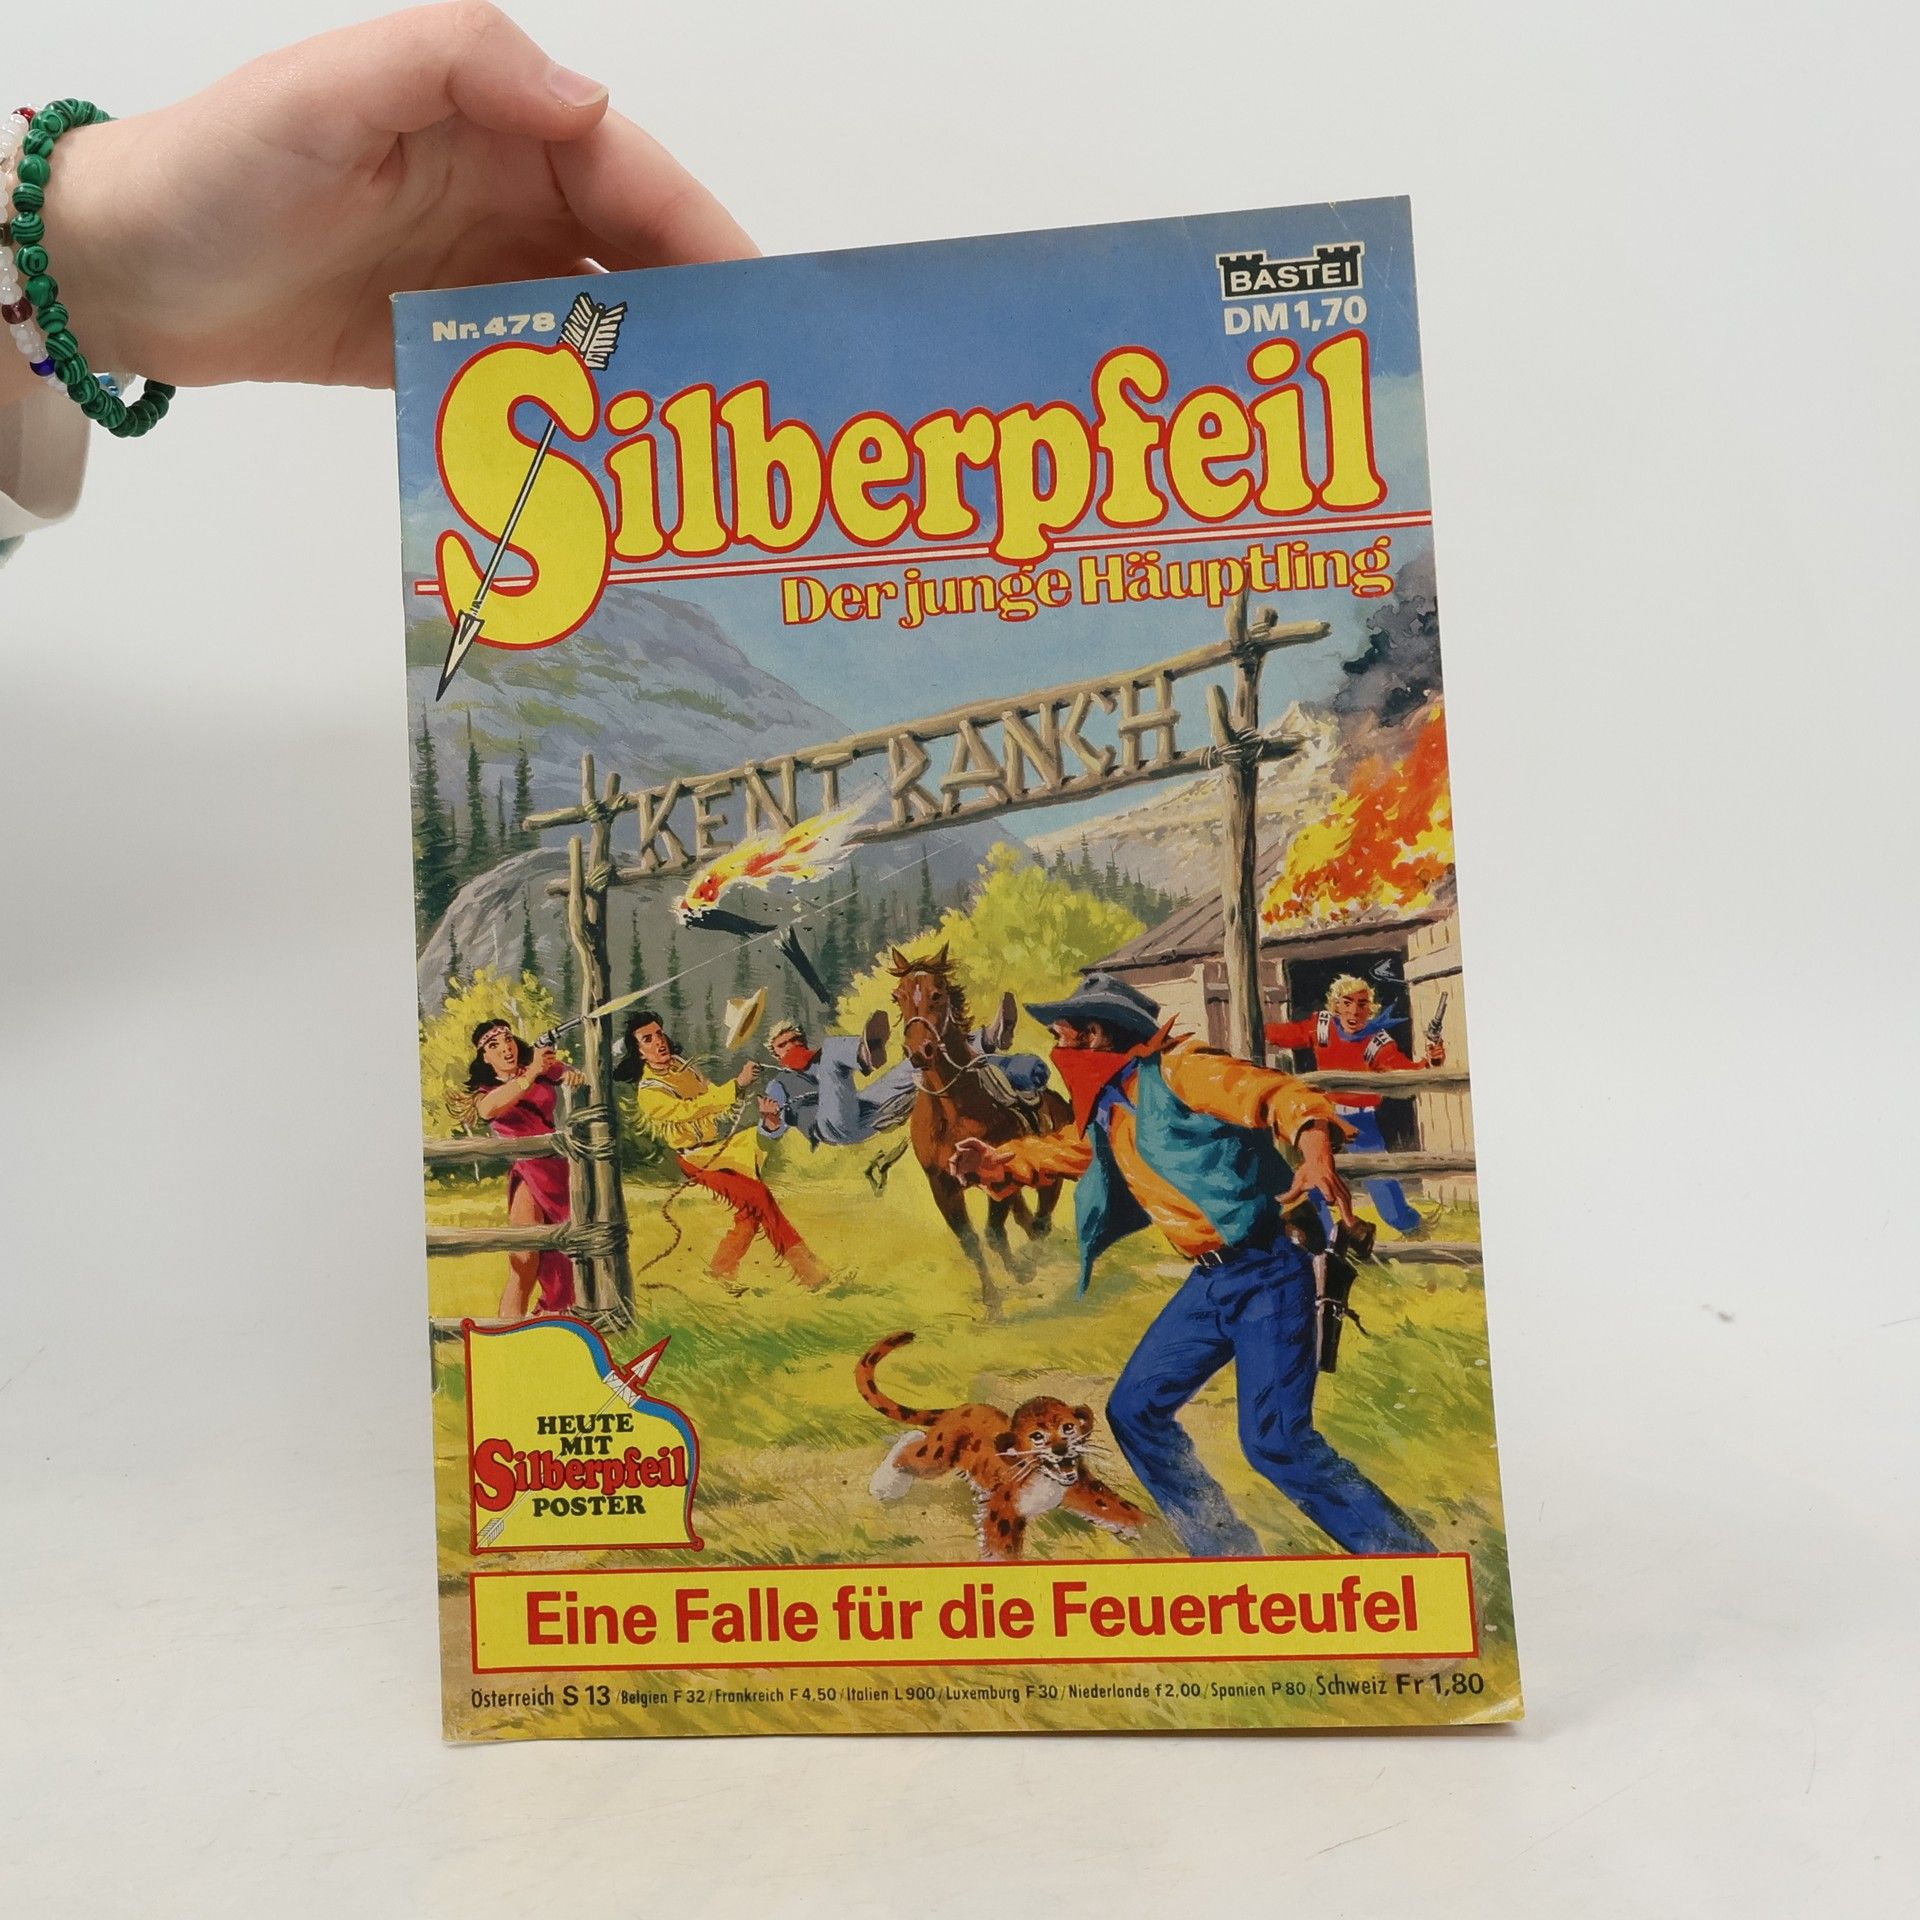 BASTEI
Nr. 478
DM 1,70
Silberpfeil
Der junge Häuptling
KENT RANCH
HEUTE
MIT
Silberpfeil
POSTER
Eine Falle für die Feuerteufel
Österreich S 13 / Belgien F 32 / Frankreich F 4,50 / Italien L 900 / Luxemburg F 30 / Niederlande f 2,00 / Spanien P 80 / Schweiz Fr 1,80